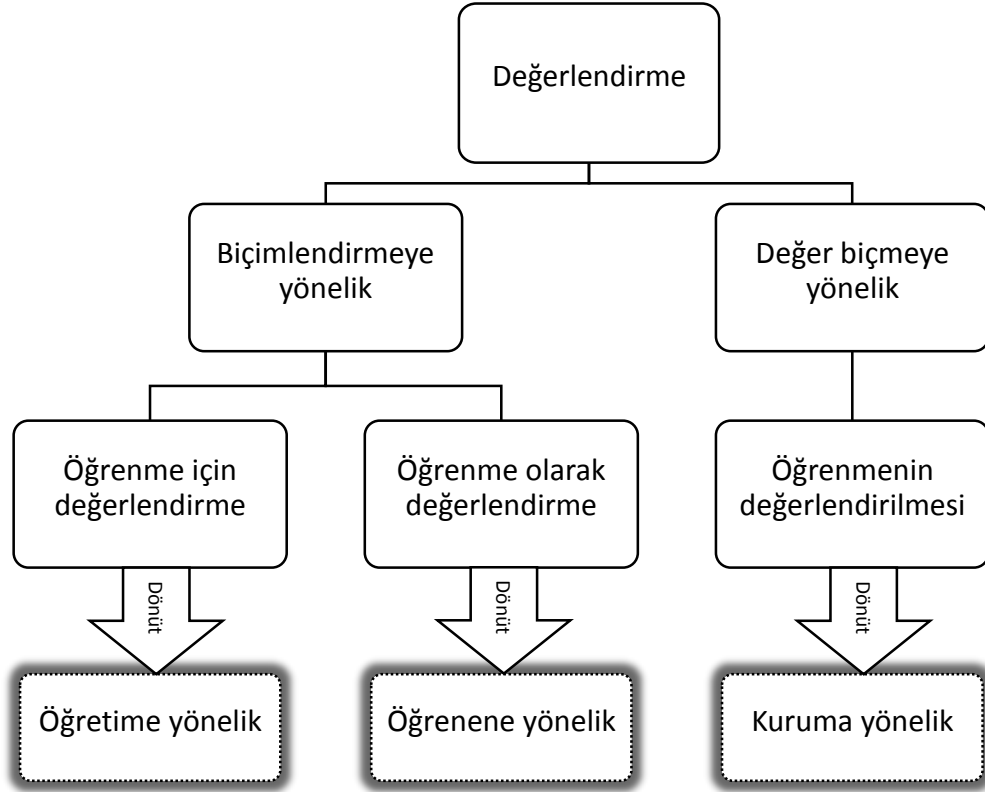 Değerlendirme
Biçimlendirmeye
yönelik
Değer biçmeye
yönelik
Öğrenme için
değerlendirme
Öğrenme olarak
değerlendirme
Öğrenmenin
değerlendirilmesi
Dönüt
Dönüt
Dönüt
Öğretime yönelik
Öğrenene yönelik
Kuruma yönelik